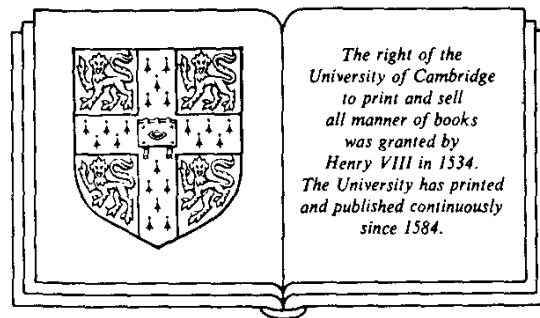 The right of the
University of Cambridge
to print and sell
all manner of books
was granted by
Henry VIII in 1534.
The University has printed
and published continuously
since 1584.